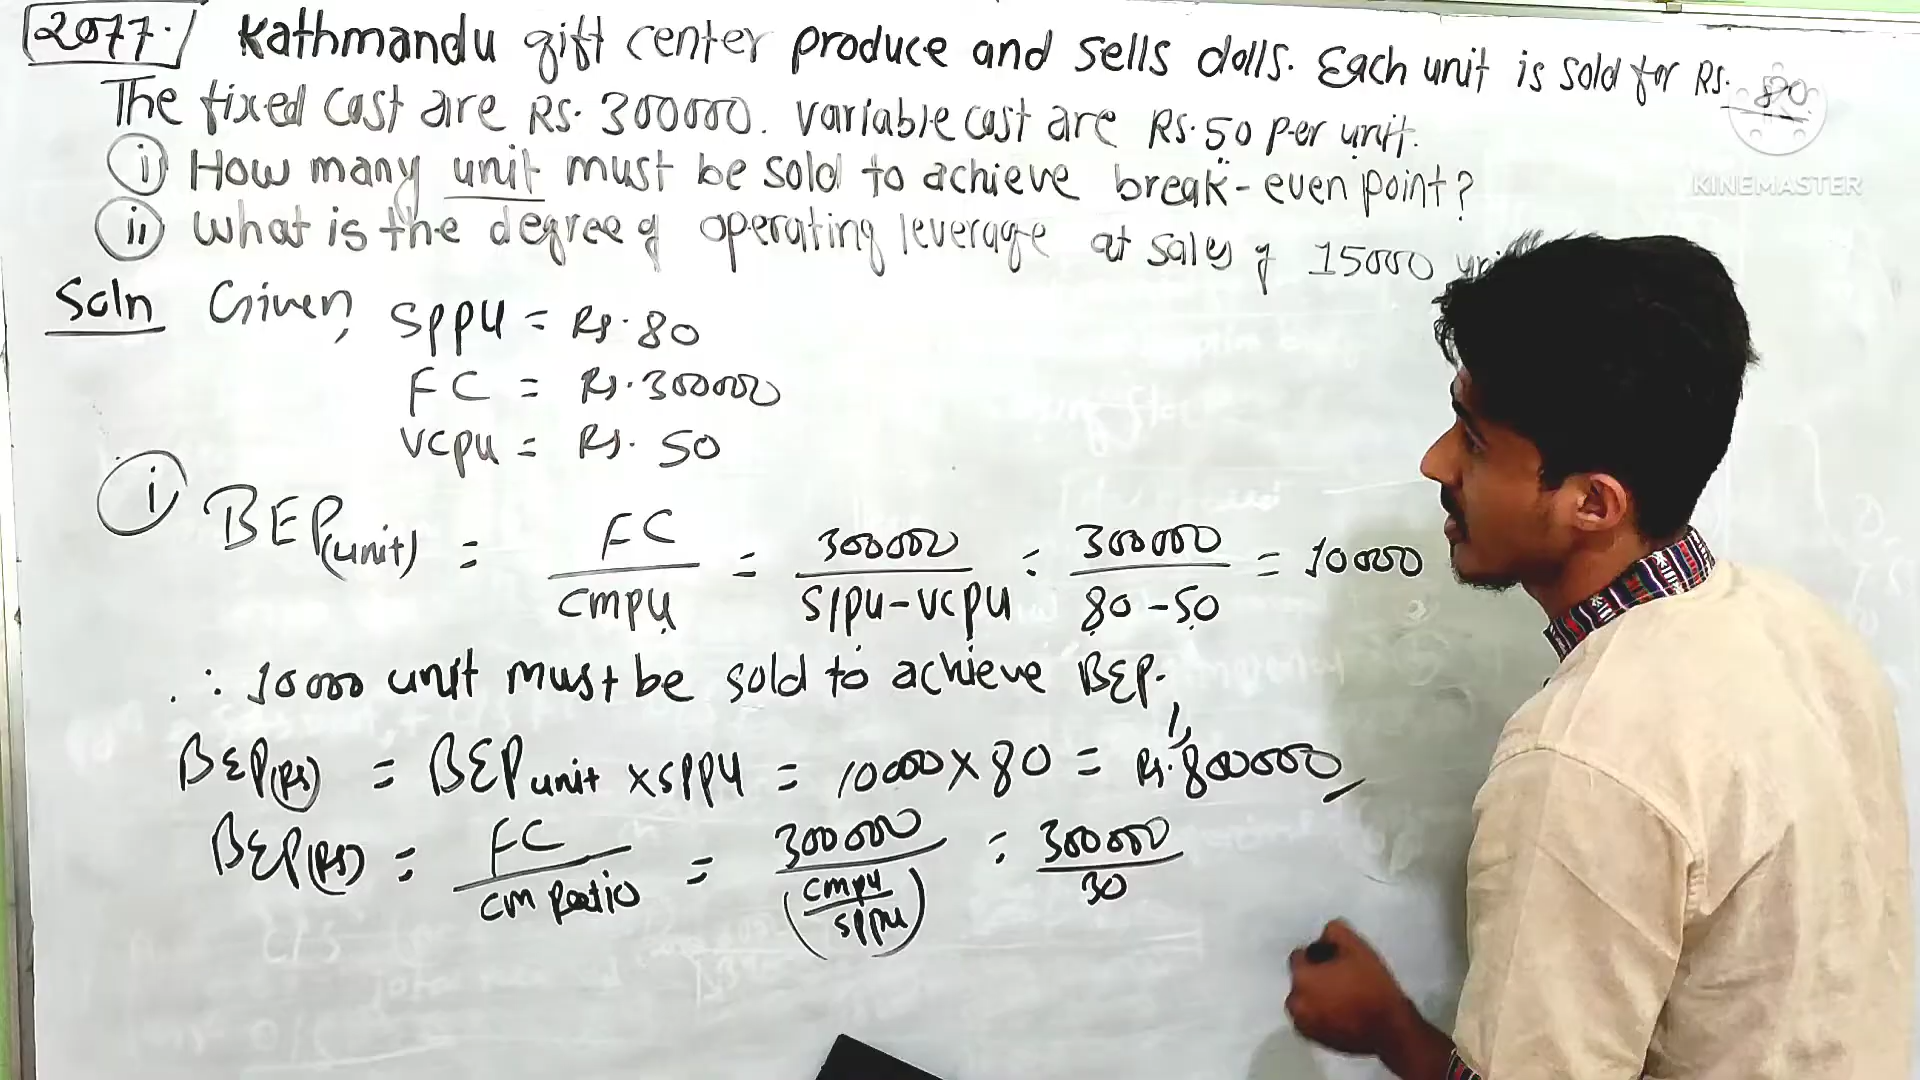 2077. Kathmandu gift center produce and sells dolls. Each unit is sold for Rs. 80.
The fixed cost are Rs. 300000. variable cost are Rs. 50 per unit.
(i) How many unit must be sold to achieve break-even point?
(ii) what is the degree of operating leverage at sales of 15000
KINEMASTER
Soln Given, SPPU = Rs. 80
FC = Rs. 300000
VCPU = Rs. 50
(i) BEP(unit) = FC / CMPU = 300000 / SPPU-VCPU = 300000 / 80-50 = 10000
∴ 10000 unit must be sold to achieve BEP.
BEP(Rs) = BEP unit x SPPU = 10000 x 80 = Rs. 800000
BEP(Rs) = FC / CM Ratio = 300000 / (CMPU / SPPU) = 300000 / 30